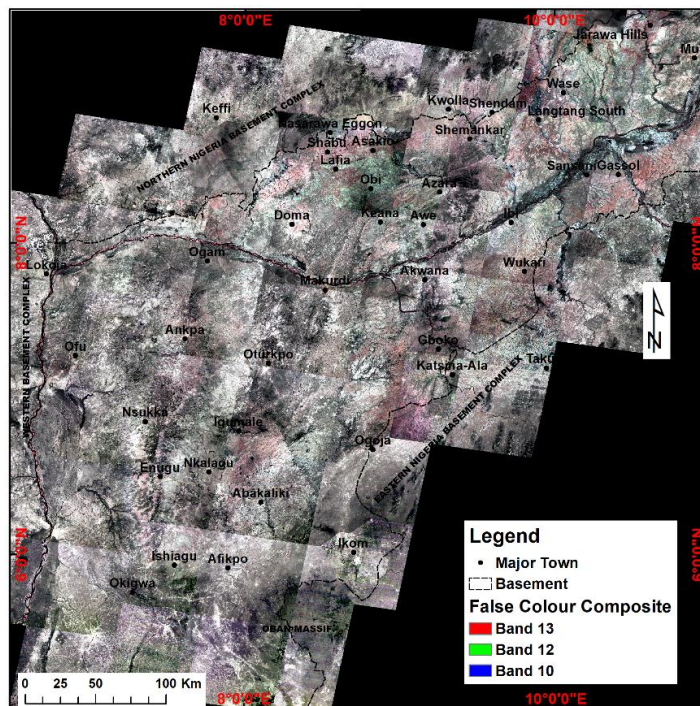 8°0'0"E 10°0'0"E
Jarawa Hills
Mu
Wase
Keffi
Kwolla
Shendam
Langtang South
NORTHERN NIGERIA BASEMENT COMPLEX
Nasarawa Eggon
Shemankar
Shabu
Asakio
Lafia
Sansani
Gassol
Obi
Azara
Doma
Keana
Awe
Ibi
8°0'0"N
8°0'0"N
Lokoja
Ogam
Makurdi
Akwana
Wukari
WESTERN BASEMENT COMPLEX
Ankpa
Ofu
Oturkpo
Gboko
Katsina-Ala
Taku
N
EASTERN NIGERIA BASEMENT COMPLEX
Nsukka
Igumale
Ogoja
Enugu
Nkalagu
Abakaliki
Ikom
6°0'0"N
6°0'0"N
Ishiagu
Afikpo
Okigwa
OBAN MASSIF
Legend
Major Town
Basement
False Colour Composite
Band 13
Band 12
Band 10
0 25 50 100 Km
8°0'0"E 10°0'0"E